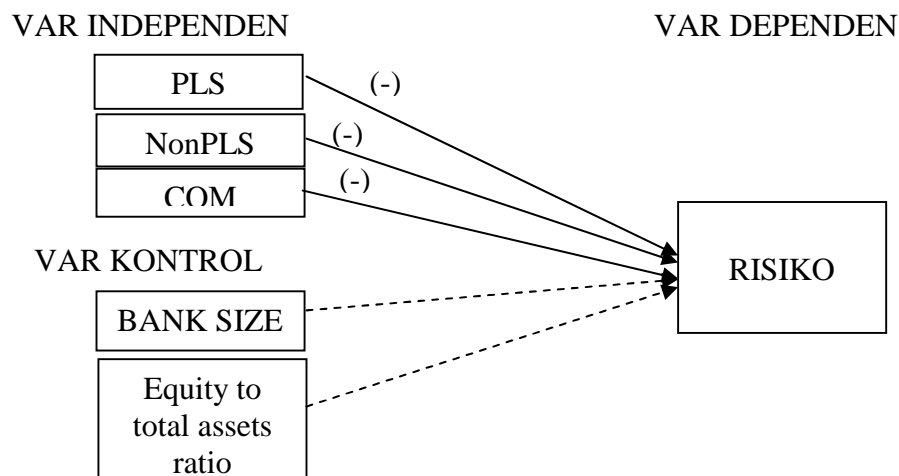 VAR INDEPENDEN
VAR DEPENDEN
PLS
(-)
NonPLS
(-)
COM
(-)
VAR KONTROL
RISIKO
BANK SIZE
Equity to
total assets
ratio